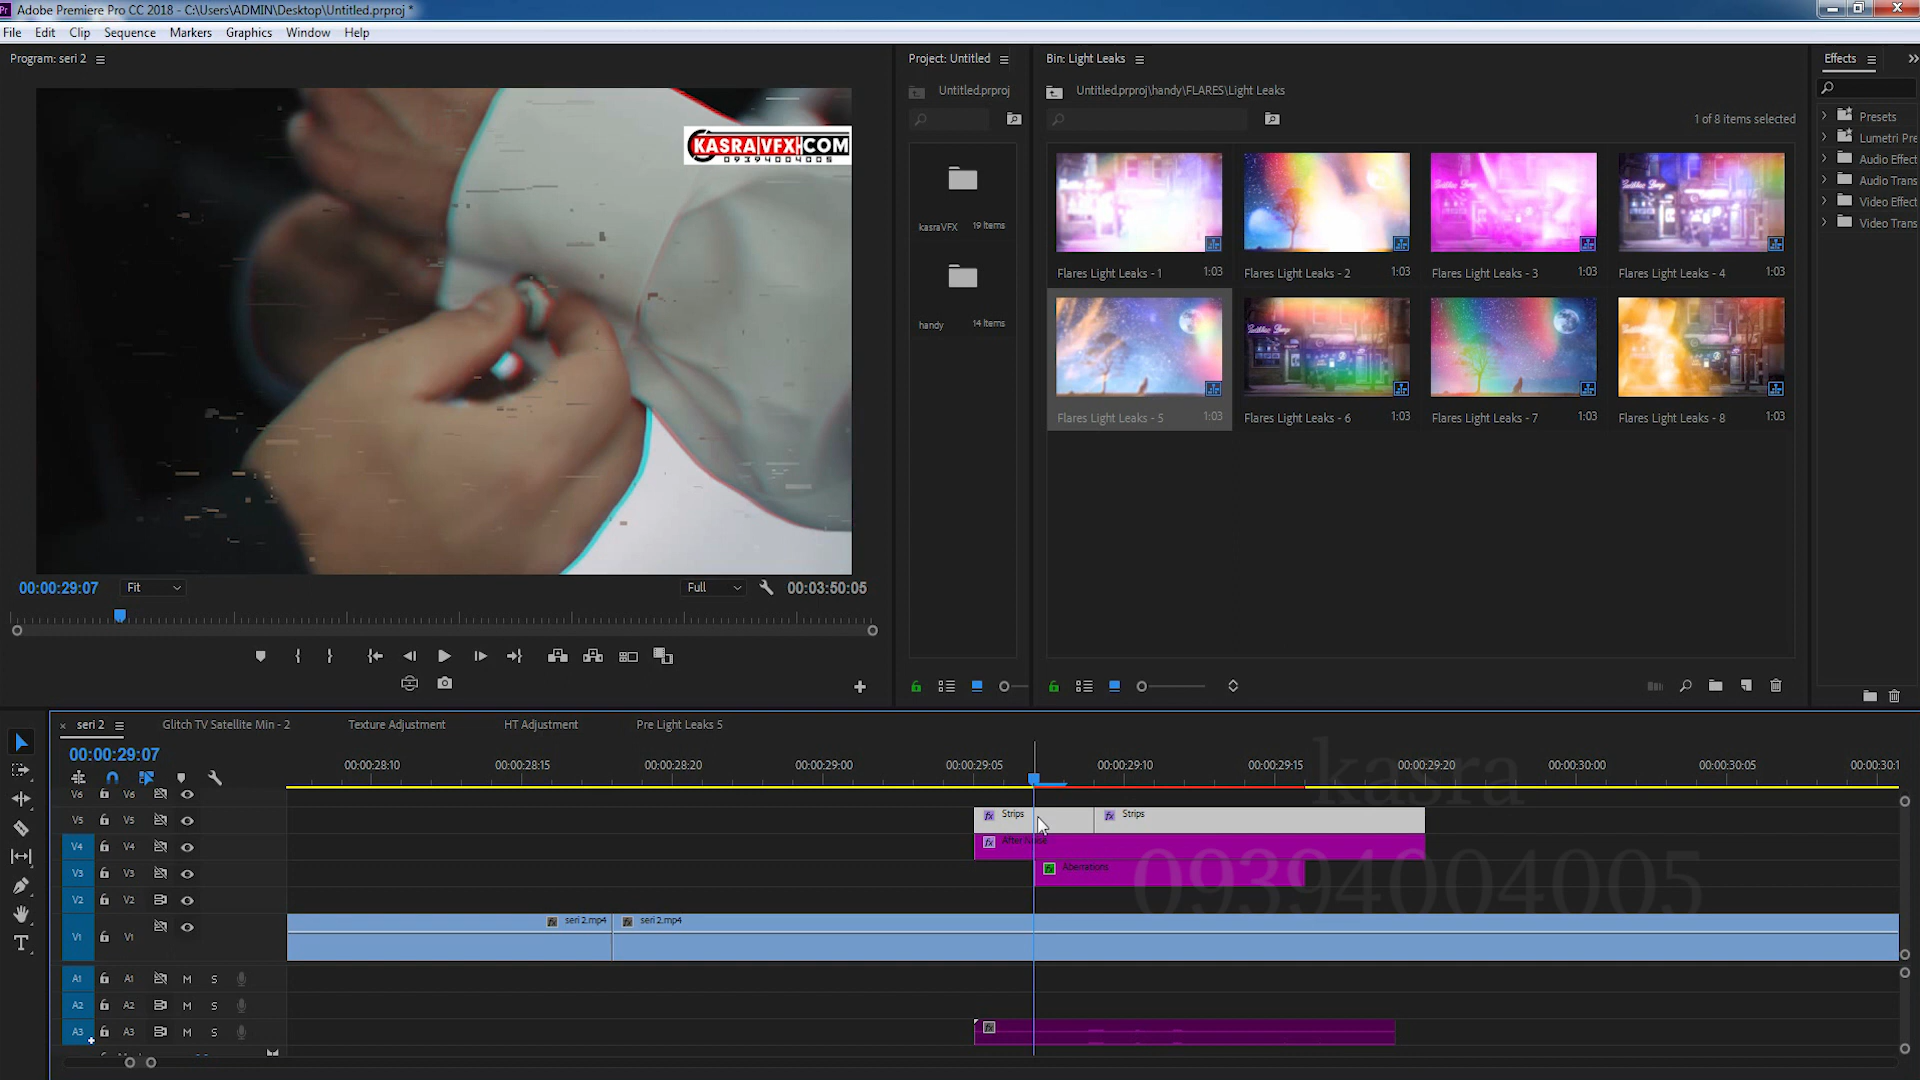 Adobe Premiere Pro CC 2018 - C:\Users\ADMIN\Desktop\Untitled.prproj *
File Edit Clip Sequence Markers Graphics Window Help
Program: seri 2
Project: Untitled
Bin: Light Leaks
Effects
Untitled.prproj
Untitled.prproj\handy\FLARES\Light Leaks
1 of 8 items selected
KASRA|VFX|.COM
09394004005
kasraVFX 19 Items
handy 14 Items
Flares Light Leaks - 1 1:03
Flares Light Leaks - 2 1:03
Flares Light Leaks - 3 1:03
Flares Light Leaks - 4 1:03
Flares Light Leaks - 5 1:03
Flares Light Leaks - 6 1:03
Flares Light Leaks - 7 1:03
Flares Light Leaks - 8 1:03
Presets
Lumetri Pre
Audio Effect
Audio Trans
Video Effect
Video Trans
00:00:29:07 Fit Full 00:03:50:05
seri 2 Glitch TV Satellite Min - 2 Texture Adjustment HT Adjustment Pre Light Leaks 5
00:00:29:07
00:00:28:10 00:00:28:15 00:00:28:20 00:00:29:00 00:00:29:05 00:00:29:10 00:00:29:15 00:00:29:20 00:00:30:00 00:00:30:05 00:00:30:1
kasra
09394004005
V6 V6
V5 V5 fx Strips fx Strips
V4 V4 fx After Noise
V3 V3 fx Aberrations
V2 V2
V1 V1 fx seri 2.mp4 fx seri 2.mp4
A1 A1 M S
A2 A2 M S
A3 A3 M S fx